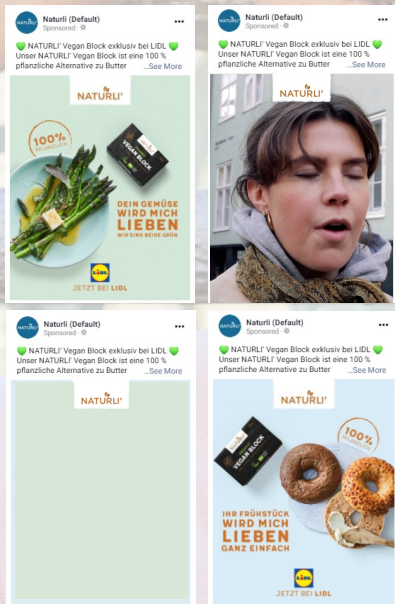 Naturli (Default)
Sponsored
💚 NATURLI' Vegan Block exklusiv bei LIDL 💚
Unser NATURLI' Vegan Block ist eine 100 %
pflanzliche Alternative zu Butter ...See More
NATURLI'
100%
PFLANZLICH
VEGAN BLOCK
DEIN GEMÜSE
WIRD MICH
LIEBEN
WIR SIND BEIDE GRÜN
LIDL
JETZT BEI LIDL
Naturli (Default)
Sponsored
💚 NATURLI' Vegan Block exklusiv bei LIDL 💚
Unser NATURLI' Vegan Block ist eine 100 %
pflanzliche Alternative zu Butter ...See More
NATURLI'
Naturli (Default)
Sponsored
💚 NATURLI' Vegan Block exklusiv bei LIDL 💚
Unser NATURLI' Vegan Block ist eine 100 %
pflanzliche Alternative zu Butter ...See More
NATURLI'
Naturli (Default)
Sponsored
💚 NATURLI' Vegan Block exklusiv bei LIDL 💚
Unser NATURLI' Vegan Block ist eine 100 %
pflanzliche Alternative zu Butter ...See More
NATURLI'
VEGAN BLOCK
100%
PFLANZLICH
IHR FRÜHSTÜCK
WIRD MICH
LIEBEN
GANZ EINFACH
LIDL
JETZT BEI LIDL